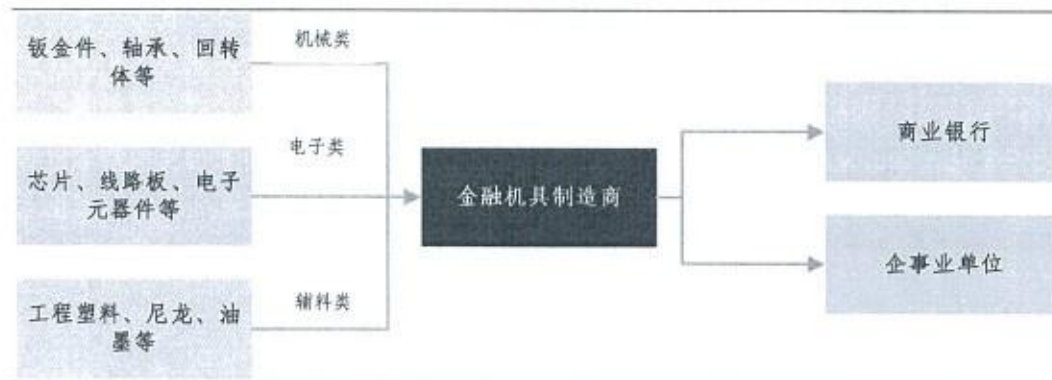 钣金件、轴承、回转
体等
机械类
芯片、线路板、电子
元器件等
电子类
工程塑料、尼龙、油
墨等
辅料类
金融机具制造商
商业银行
企事业单位